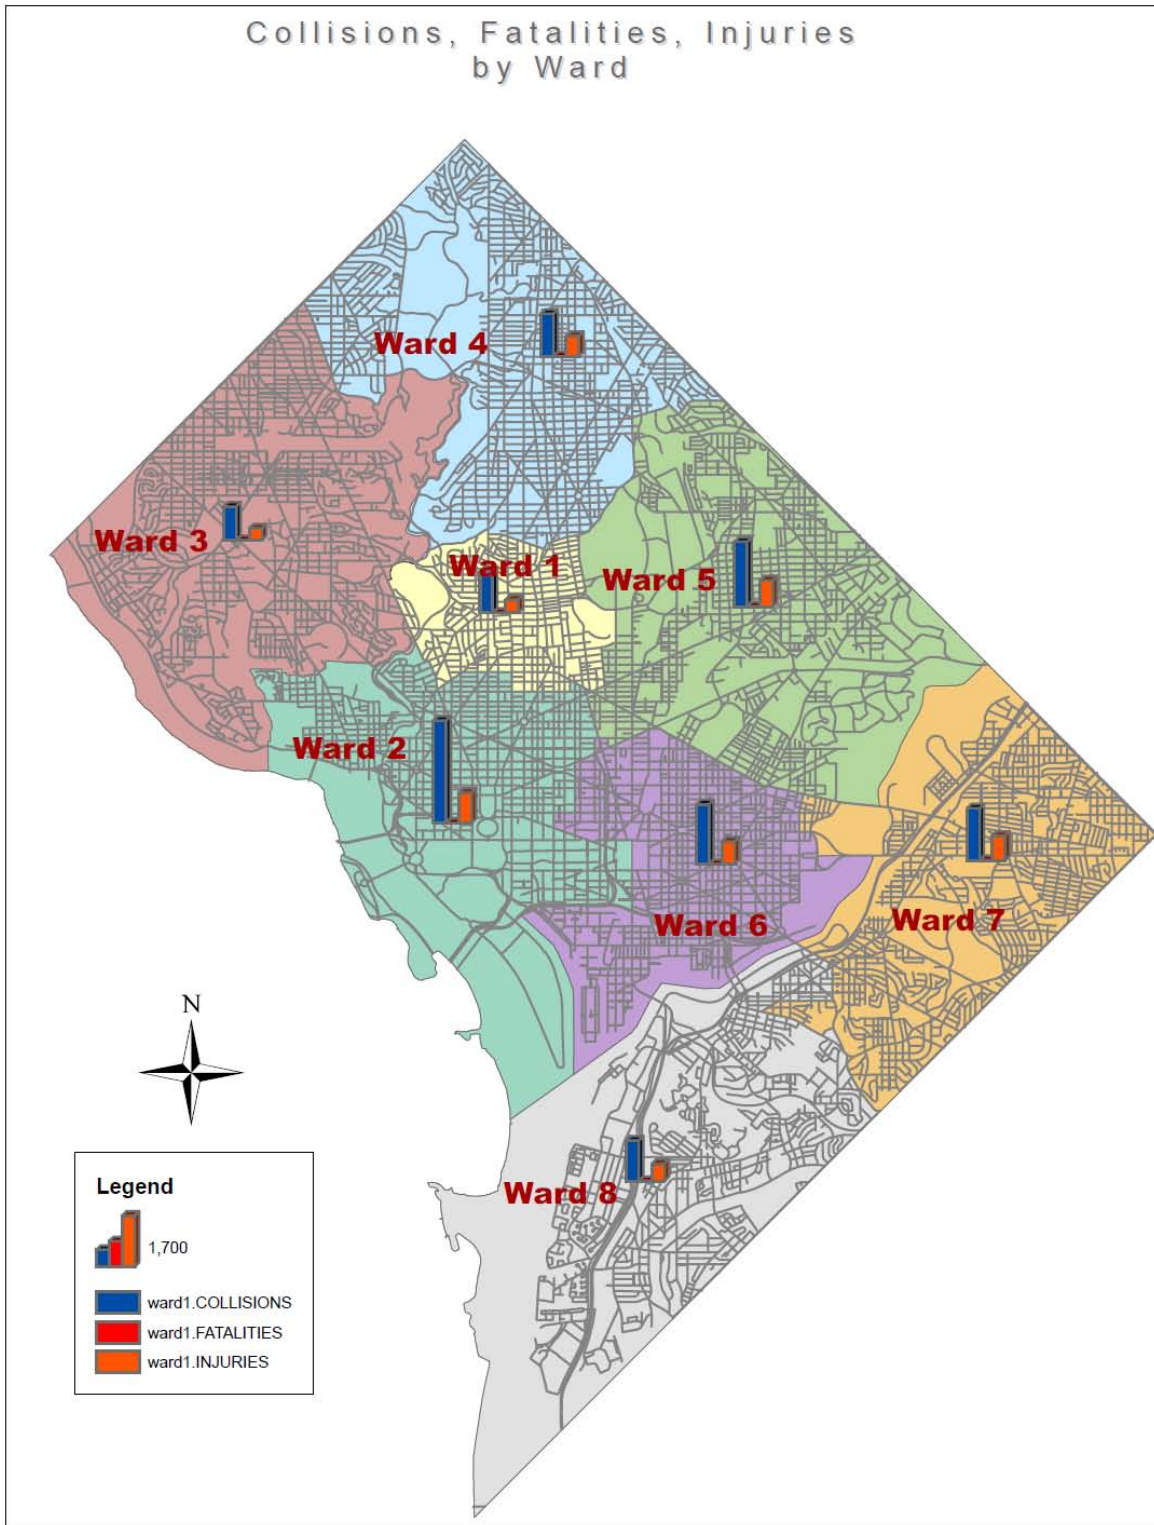 Collisions, Fatalities, Injuries
by Ward
Ward 4
Ward 3
Ward 1
Ward 5
Ward 2
Ward 6
Ward 7
N
Ward 8
Legend
1,700
ward1.COLLISIONS
ward1.FATALITIES
ward1.INJURIES